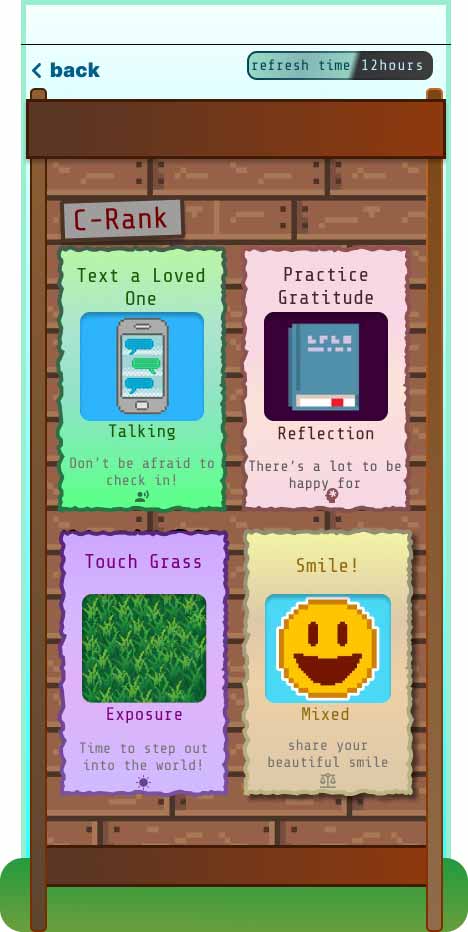 back
refresh time 12hours
C-Rank
Text a Loved
One
Talking
Don't be afraid to
check in!
Practice
Gratitude
Reflection
There's a lot to be
happy for
Touch Grass
Exposure
Time to step out
into the world!
Smile!
Mixed
share your
beautiful smile